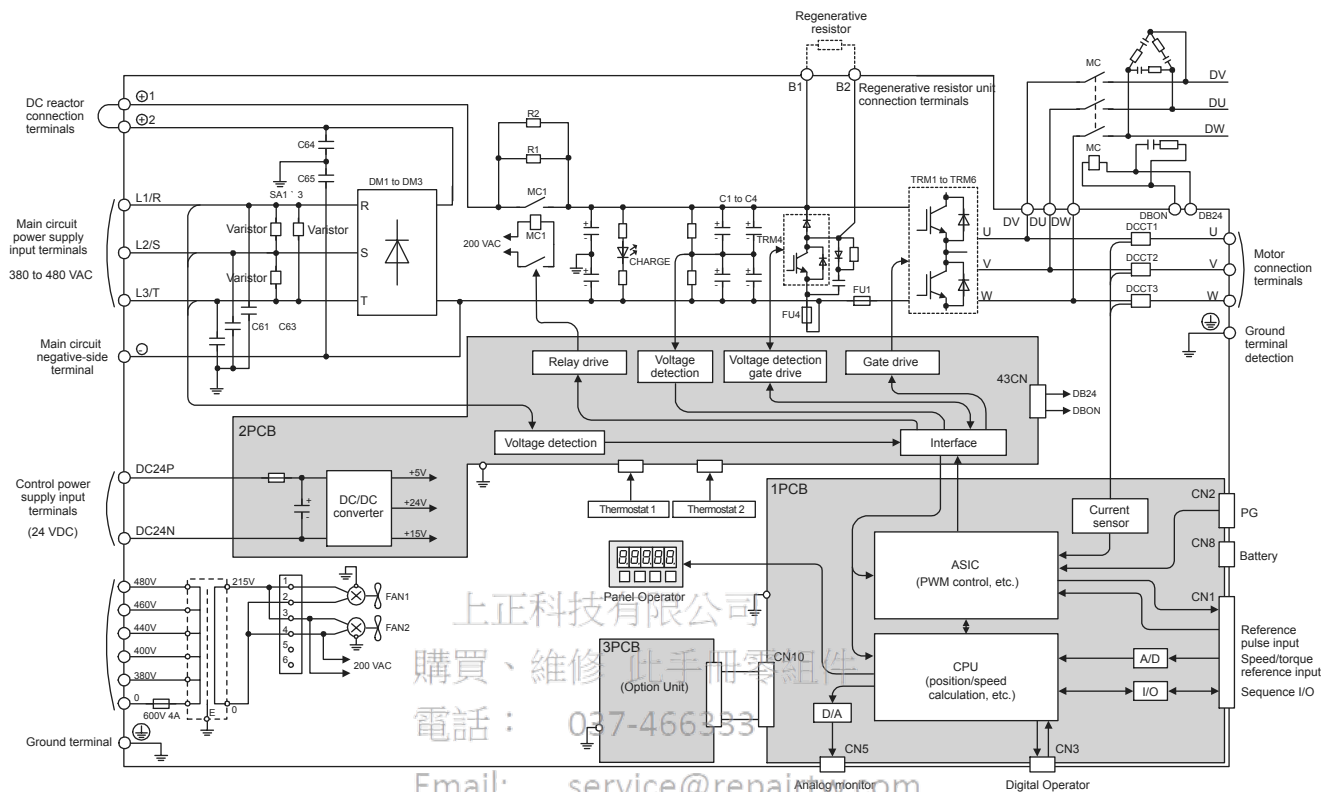 Regenerative
resistor
B1
B2
Regenerative resistor unit
connection terminals
MC
DV
DU
DW
MC
DC reactor
connection
terminals
⊕1
⊕2
C64
C65
R2
R1
DM1 to DM3
MC1
C1 to C4
TRM1 to TRM6
DV
DU
DW
DBON
DB24
L1/R
SA1 ` 3
R
Main circuit
power supply
input terminals
380 to 480 VAC
Varistor
Varistor
L2/S
S
200 VAC
MC1
CHARGE
TRM4
U
DCCT1
U
V
DCCT2
V
Motor
connection
terminals
Varistor
L3/T
T
FU1
W
DCCT3
W
C61
C63
FU4
Main circuit
negative-side
terminal
-
Ground
terminal
detection
Relay drive
Voltage
detection
Voltage detection
gate drive
Gate drive
43CN
DB24
DBON
2PCB
Voltage detection
Interface
Control power
supply input
terminals
(24 VDC)
DC24P
DC24N
+
-
DC/DC
converter
+5V
+24V
+15V
Thermostat 1
Thermostat 2
1PCB
Current
sensor
CN2
PG
CN8
Battery
ASIC
(PWM control, etc.)
CN1
Panel Operator
480V
460V
440V
400V
380V
0
600V 4A
E
215V
0
1
2
3
4
5
6
FAN1
FAN2
200 VAC
Ground terminal
3PCB
(Option Unit)
CN10
CPU
(position/speed
calculation, etc.)
A/D
I/O
D/A
Reference
pulse input
Speed/torque
reference input
Sequence I/O
CN5
CN3
Analog monitor
Digital Operator
上正科技有限公司
購買、維修 此手冊零組件
電話： 037-466333
Email: service@repairtw.com